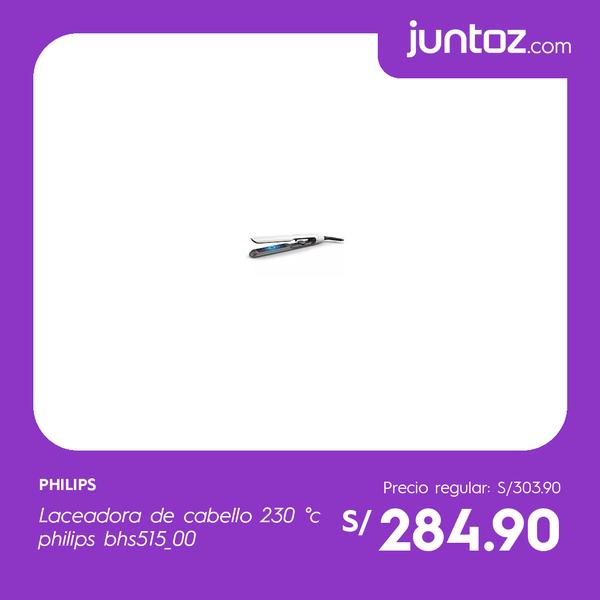 juntoz.com
PHILIPS
Laceadora de cabello 230 °c
philips bhs515_00
Precio regular: S/303.90
S/284.90